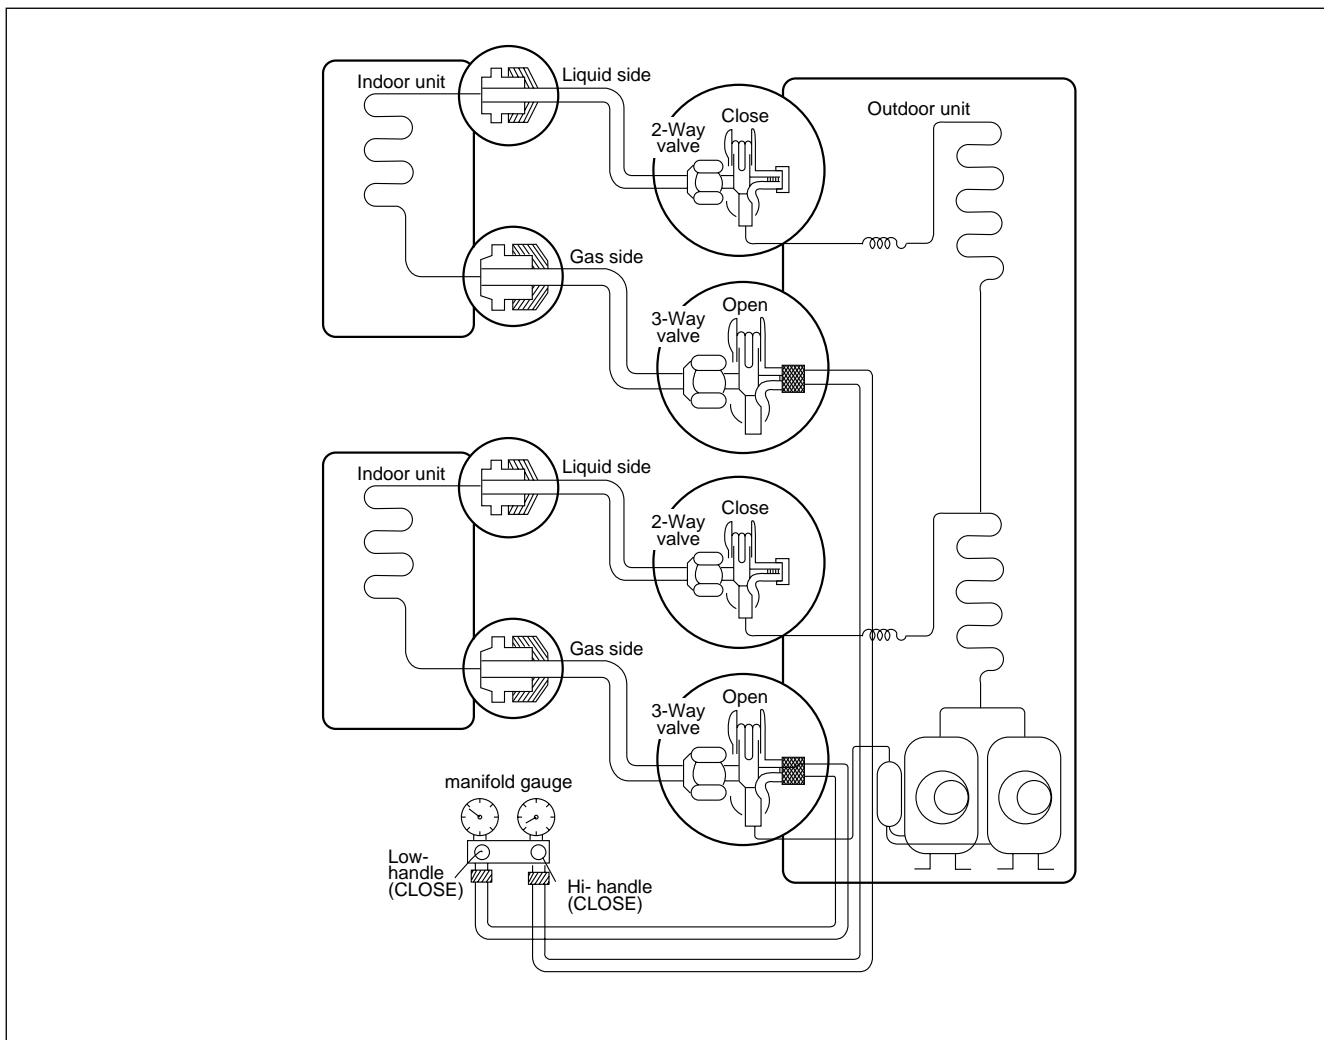 Indoor unit
Liquid side
2-Way
valve
Close
Outdoor unit
Gas side
3-Way
valve
Open
Indoor unit
Liquid side
2-Way
valve
Close
Gas side
3-Way
valve
Open
manifold gauge
Low-
handle
(CLOSE)
Hi- handle
(CLOSE)